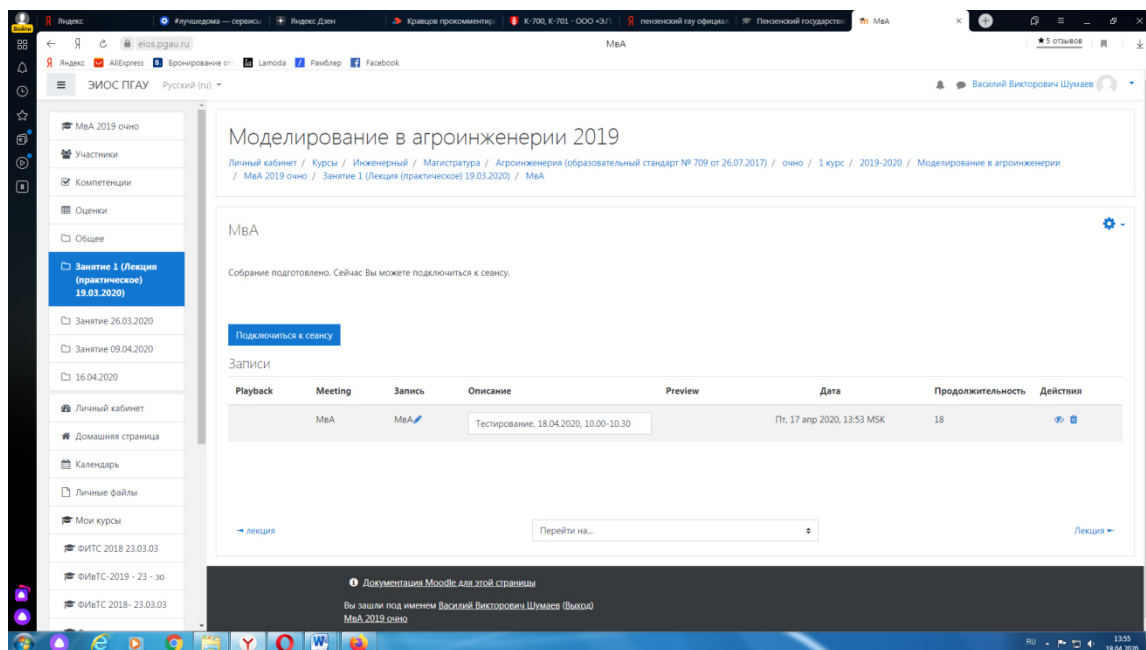 Войти
Яндекс
#лучшедома — сервисы
Яндекс.Дзен
Кравцов прокомментир
К-700, К-701 - ООО «Э.Л
пензенский гау официал
Пензенский государстве
МвА
eios.pgau.ru
МвА
★5 отзывов
Яндекс
AliExpress
Бронирование от
Lamoda
Рамблер
Facebook
ЭИОС ПГАУ
Русский (ru)
Василий Викторович Шумаев
МвА 2019 очно
Участники
Компетенции
Оценки
Общее
Занятие 1 (Лекция
(практическое)
19.03.2020)
Занятие 26.03.2020
Занятие 09.04.2020
16.04.2020
Личный кабинет
Домашняя страница
Календарь
Личные файлы
Мои курсы
ФИТС 2018 23.03.03
ФИвТС-2019 - 23 - зо
ФИвТС 2018- 23.03.03
Моделирование в агроинженерии 2019
Личный кабинет / Курсы / Инженерный / Магистратура / Агроинженерия (образовательный стандарт № 709 от 26.07.2017) / очно / 1 курс / 2019-2020 / Моделирование в агроинженерии
/ МвА 2019 очно / Занятие 1 (Лекция (практическое) 19.03.2020) / МвА
МвА
Собрание подготовлено. Сейчас Вы можете подключиться к сеансу.
Подключиться к сеансу
Записи
Playback Meeting Запись Описание Preview Дата Продолжительность Действия
МвА МвА Тестирование, 18.04.2020, 10.00-10.30 Пт, 17 апр 2020, 13:53 MSK 18
◄ лекция
Перейти на...
Лекция ►
Документация Moodle для этой страницы
Вы зашли под именем Василий Викторович Шумаев (Выход)
МвА 2019 очно
RU
13:55
18.04.2020